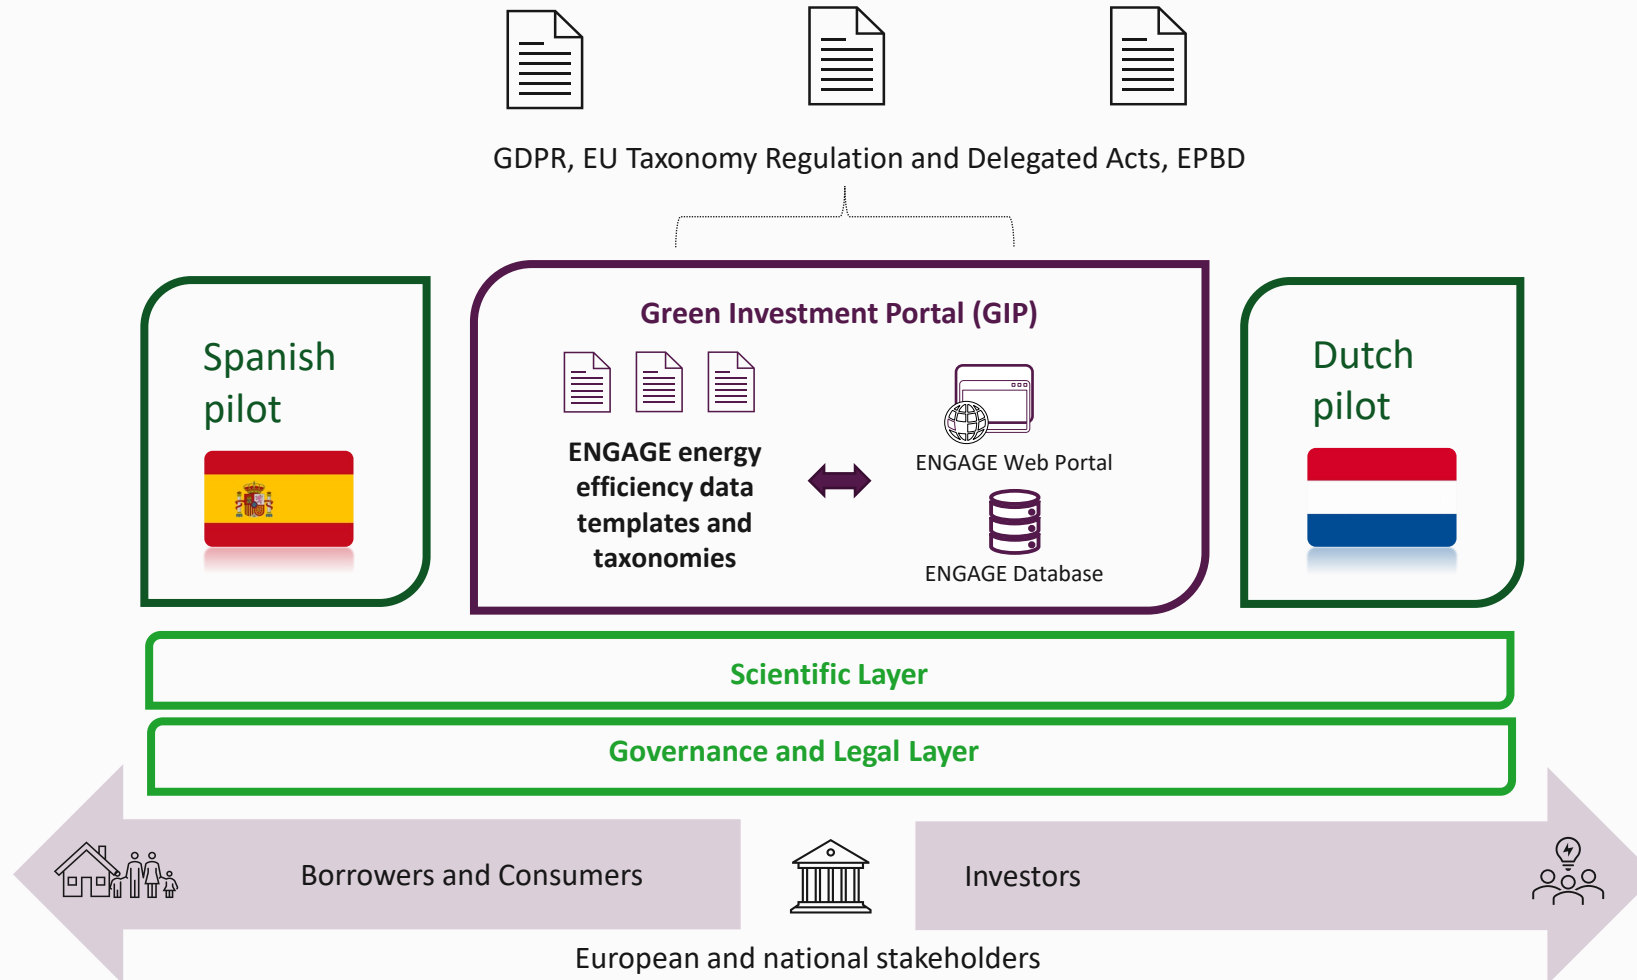 GDPR, EU Taxonomy Regulation and Delegated Acts, EPBD
Spanish
pilot
Green Investment Portal (GIP)
ENGAGE energy
efficiency data
templates and
taxonomies
ENGAGE Web Portal
ENGAGE Database
Dutch
pilot
Scientific Layer
Governance and Legal Layer
Borrowers and Consumers
Investors
European and national stakeholders